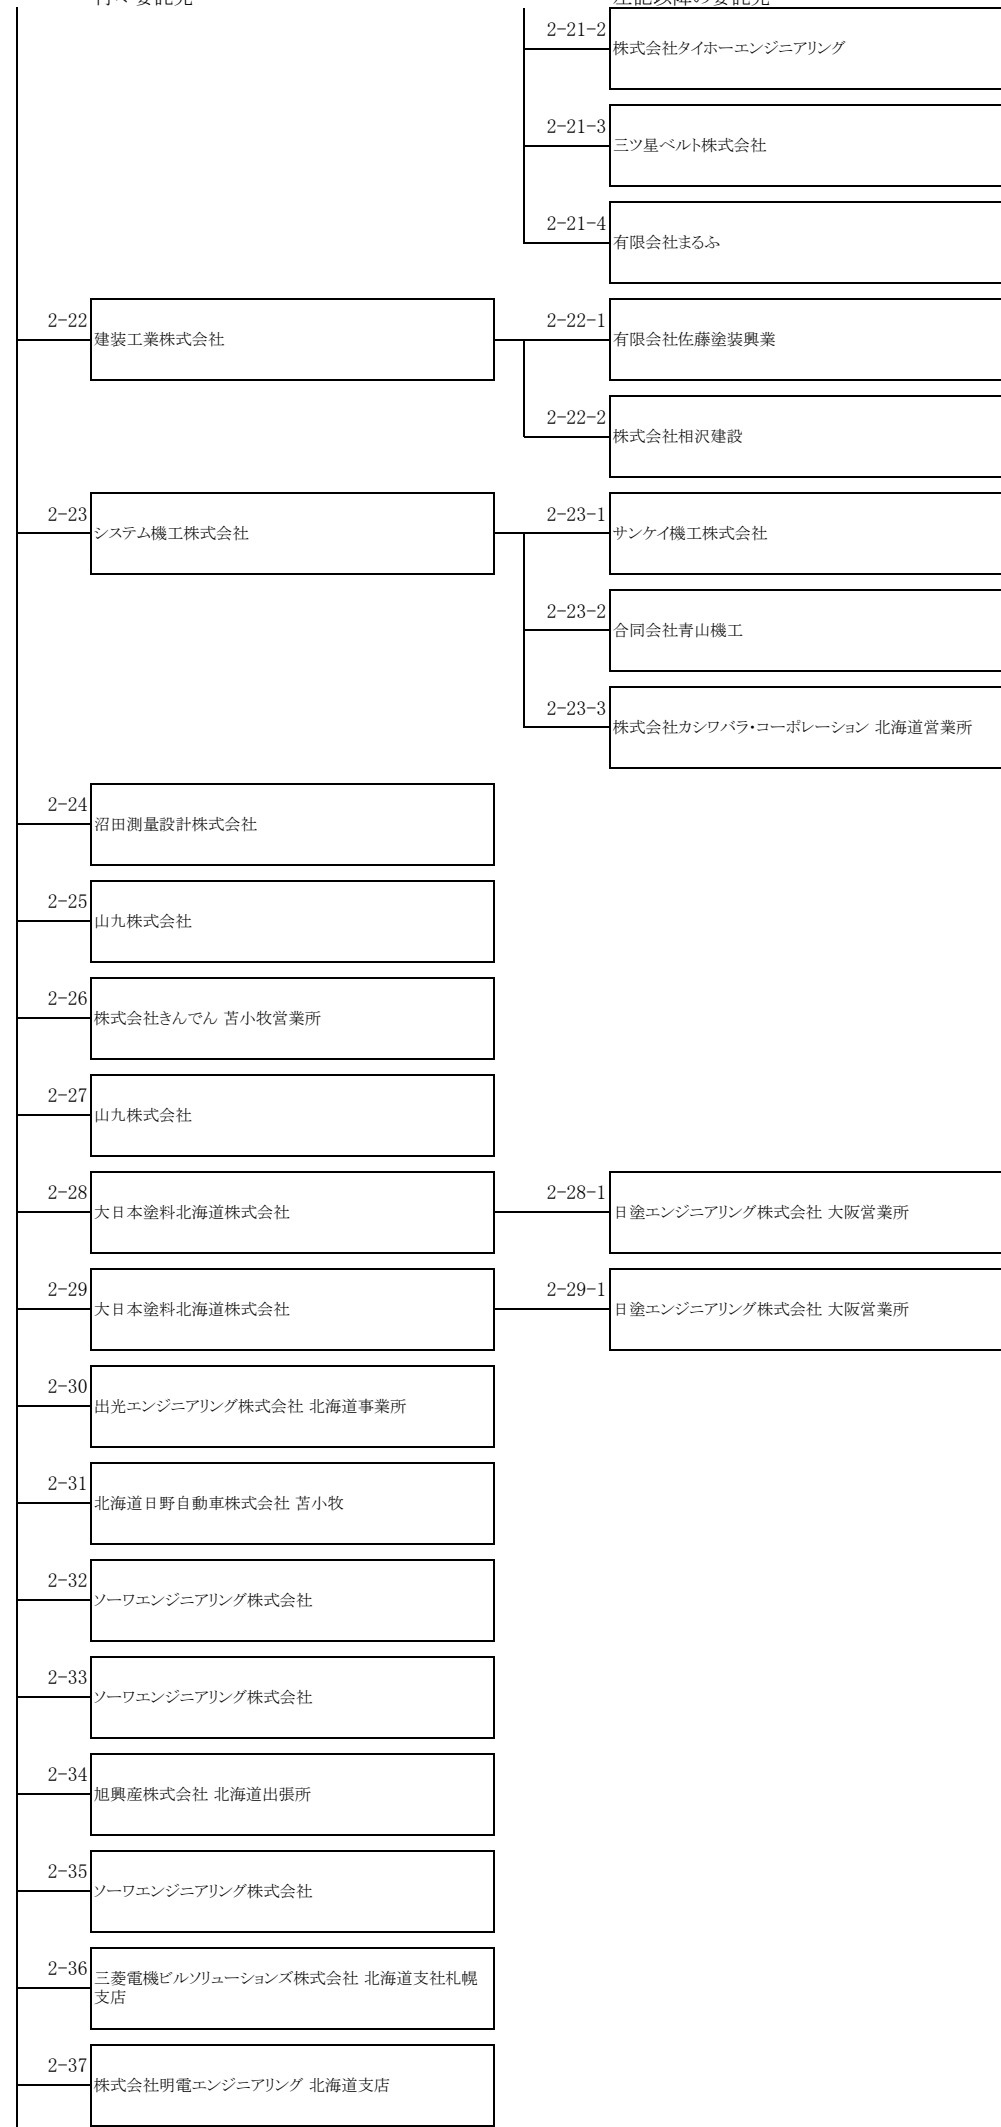 2-21-2
株式会社タイホーエンジニアリング
2-21-3
三ツ星ベルト株式会社
2-21-4
有限会社まるふ
2-22
建装工業株式会社
2-22-1
有限会社佐藤塗装興業
2-22-2
株式会社相沢建設
2-23
システム機工株式会社
2-23-1
サンケイ機工株式会社
2-23-2
合同会社青山機工
2-23-3
株式会社カシワバラ・コーポレーション 北海道営業所
2-24
沼田測量設計株式会社
2-25
山九株式会社
2-26
株式会社きんでん 苫小牧営業所
2-27
山九株式会社
2-28
大日本塗料北海道株式会社
2-28-1
日塗エンジニアリング株式会社 大阪営業所
2-29
大日本塗料北海道株式会社
2-29-1
日塗エンジニアリング株式会社 大阪営業所
2-30
出光エンジニアリング株式会社 北海道事業所
2-31
北海道日野自動車株式会社 苫小牧
2-32
ソーワエンジニアリング株式会社
2-33
ソーワエンジニアリング株式会社
2-34
旭興産株式会社 北海道出張所
2-35
ソーワエンジニアリング株式会社
2-36
三菱電機ビルソリューションズ株式会社 北海道支社札幌
支店
2-37
株式会社明電エンジニアリング 北海道支店